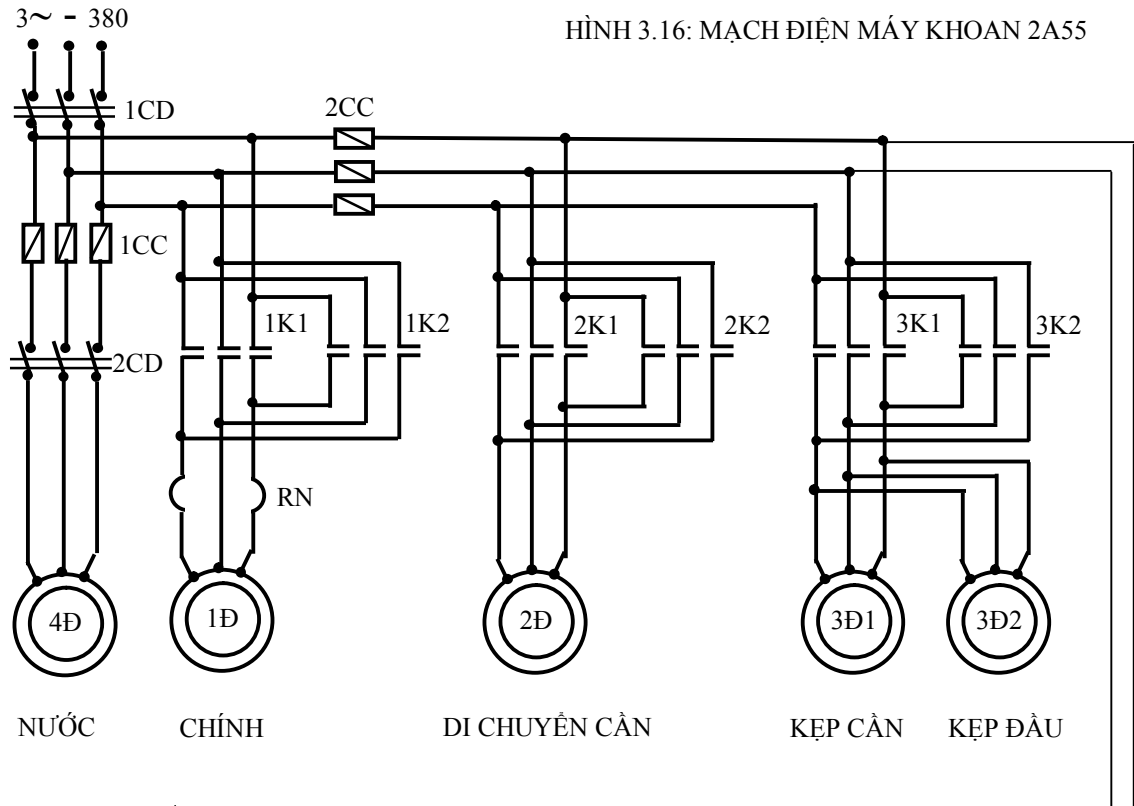 3~ - 380
HÌNH 3.16: MẠCH ĐIỆN MÁY KHOAN 2A55
1CD
2CC
1CC
1K1
1K2
2K1
2K2
3K1
3K2
2CD
RN
4Đ
1Đ
2Đ
3Đ1
3Đ2
NƯỚC
CHÍNH
DI CHUYỂN CẦN
KẸP CẦN
KẸP ĐẦU